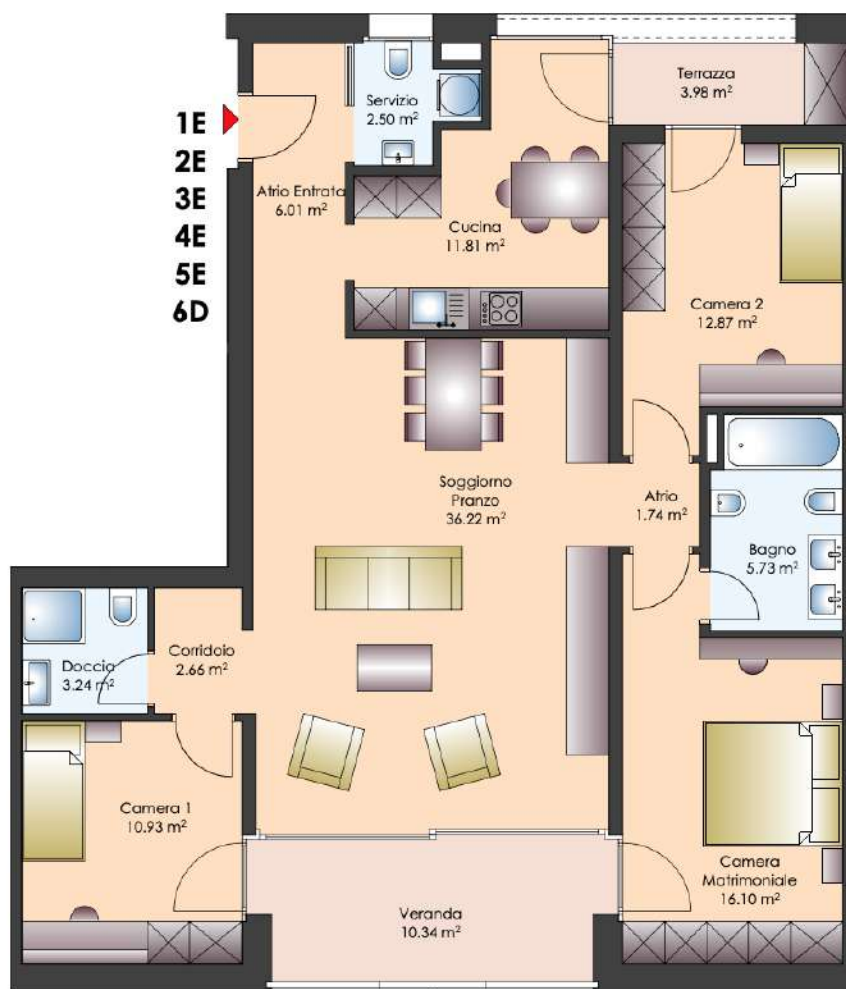 1E
2E
3E
4E
5E
6D
Servizio
2.50 m²
Terrazza
3.98 m²
Atrio Entrata
6.01 m²
Cucina
11.81 m²
Camera 2
12.87 m²
Soggiorno
Pranzo
36.22 m²
Atrio
1.74 m²
Bagno
5.73 m²
Corridoio
2.66 m²
Doccia
3.24 m²
Camera 1
10.93 m²
Camera
Matrimoniale
16.10 m²
Veranda
10.34 m²